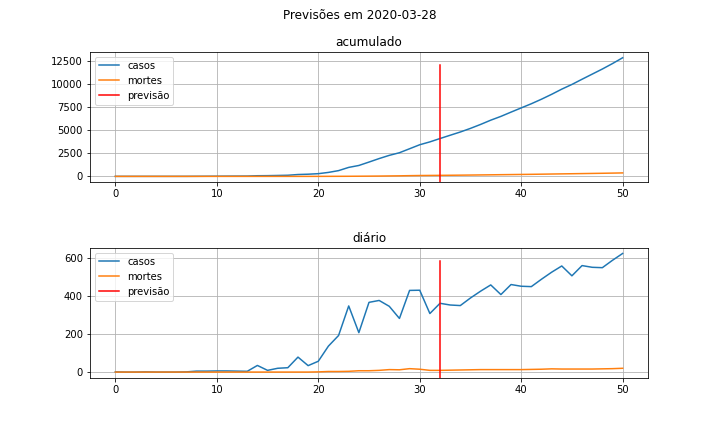 Previsões em 2020-03-28
acumulado
12500
10000
7500
5000
2500
0
casos
mortes
previsão
0 10 20 30 40 50
diário
600
400
200
0
casos
mortes
previsão
0 10 20 30 40 50